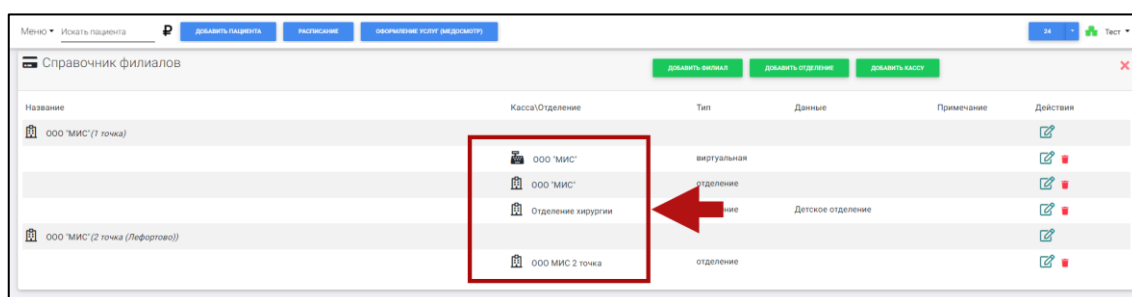 Меню Искать пациента ₽ ДОБАВИТЬ ПАЦИЕНТА РАСПИСАНИЕ ОФОРМЛЕНИЕ УСЛУГ (МЕДОСМОТР) 24 Тест
Справочник филиалов ДОБАВИТЬ ФИЛИАЛ ДОБАВИТЬ ОТДЕЛЕНИЕ ДОБАВИТЬ КАССУ
Название Касса\Отделение Тип Данные Примечание Действия
ООО "МИС"(1 точка)
ООО "МИС" виртуальная
ООО "МИС" отделение
Отделение хирургии ние Детское отделение
ООО "МИС"(2 точка (Лефортово))
ООО МИС 2 точка отделение